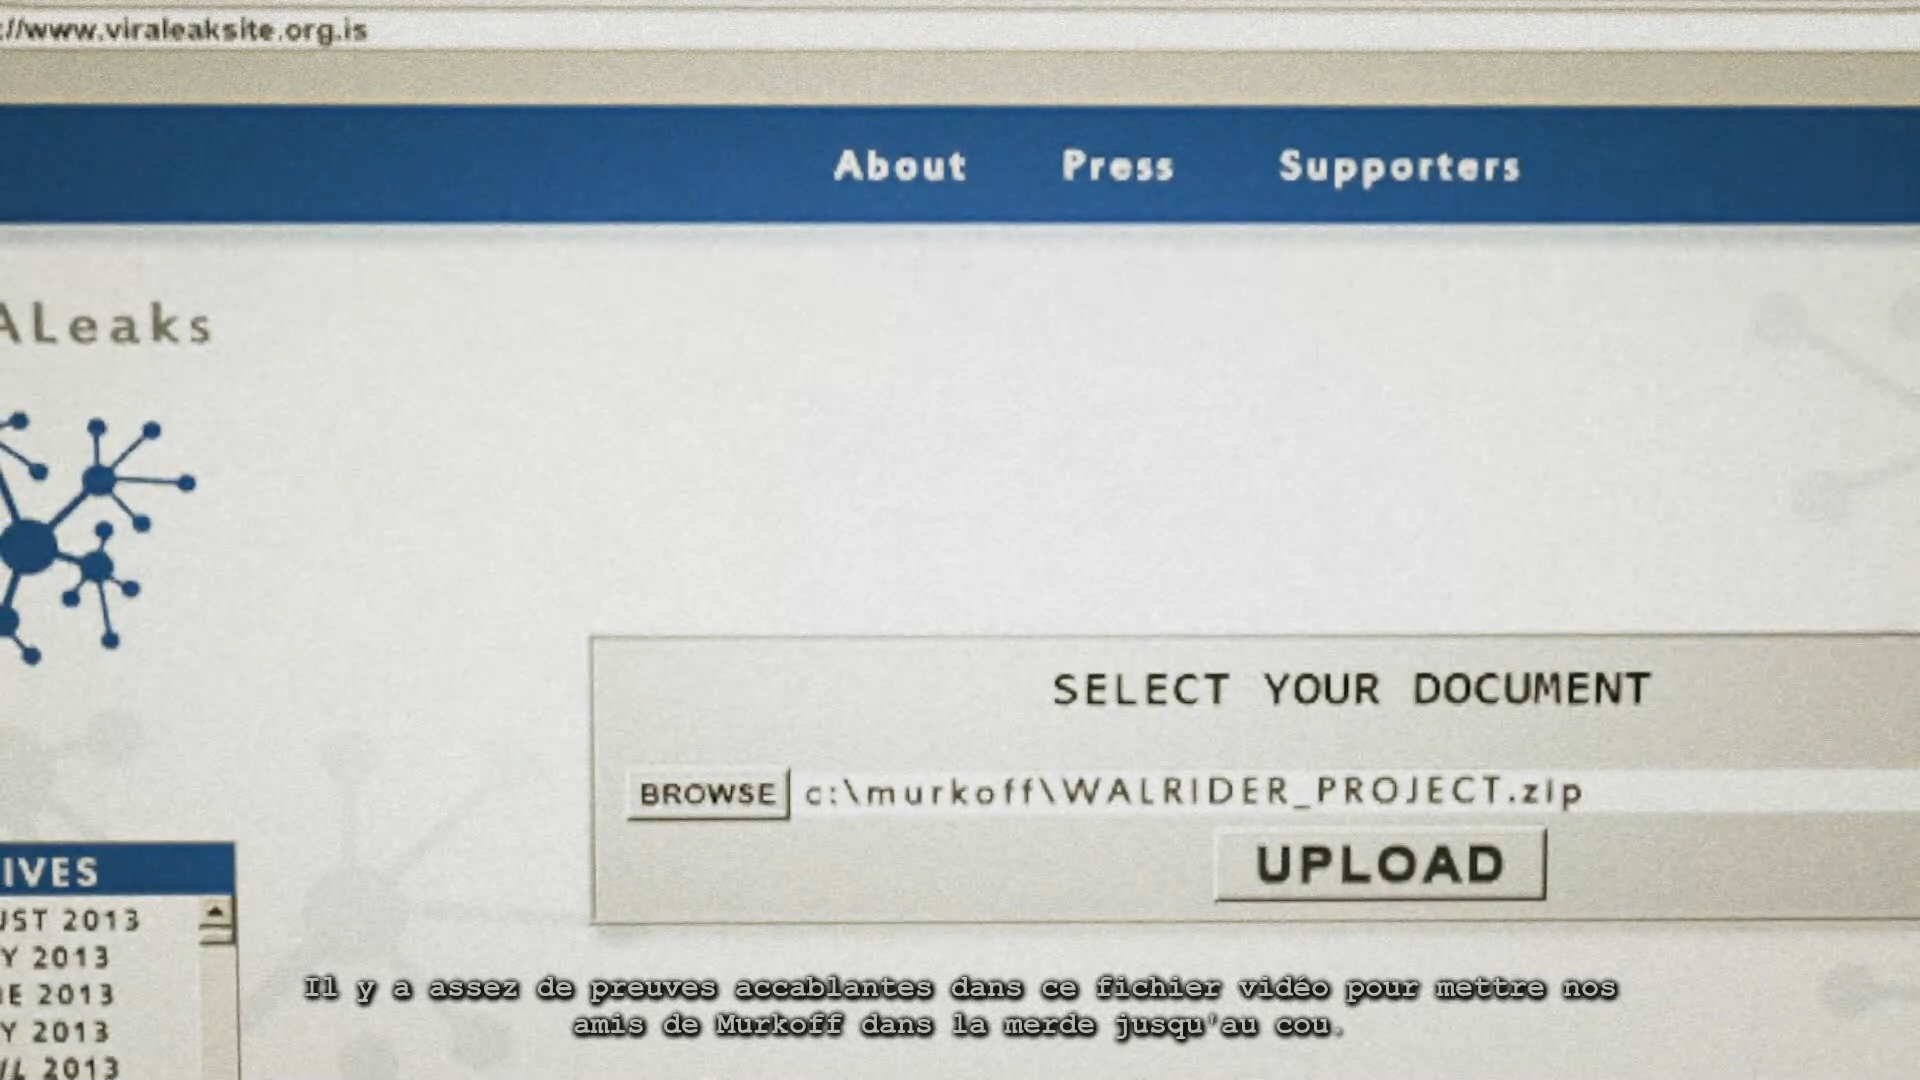 ://www.viraleaksite.org.is
About Press Supporters
ALeaks
SELECT YOUR DOCUMENT
BROWSE c:\murkoff\WALRIDER_PROJECT.zip
UPLOAD
IVES
UST 2013
Y 2013
E 2013
Y 2013
IL 2013
Il y a assez de preuves accablantes dans ce fichier vidéo pour mettre nos
amis de Murkoff dans la merde jusqu'au cou.